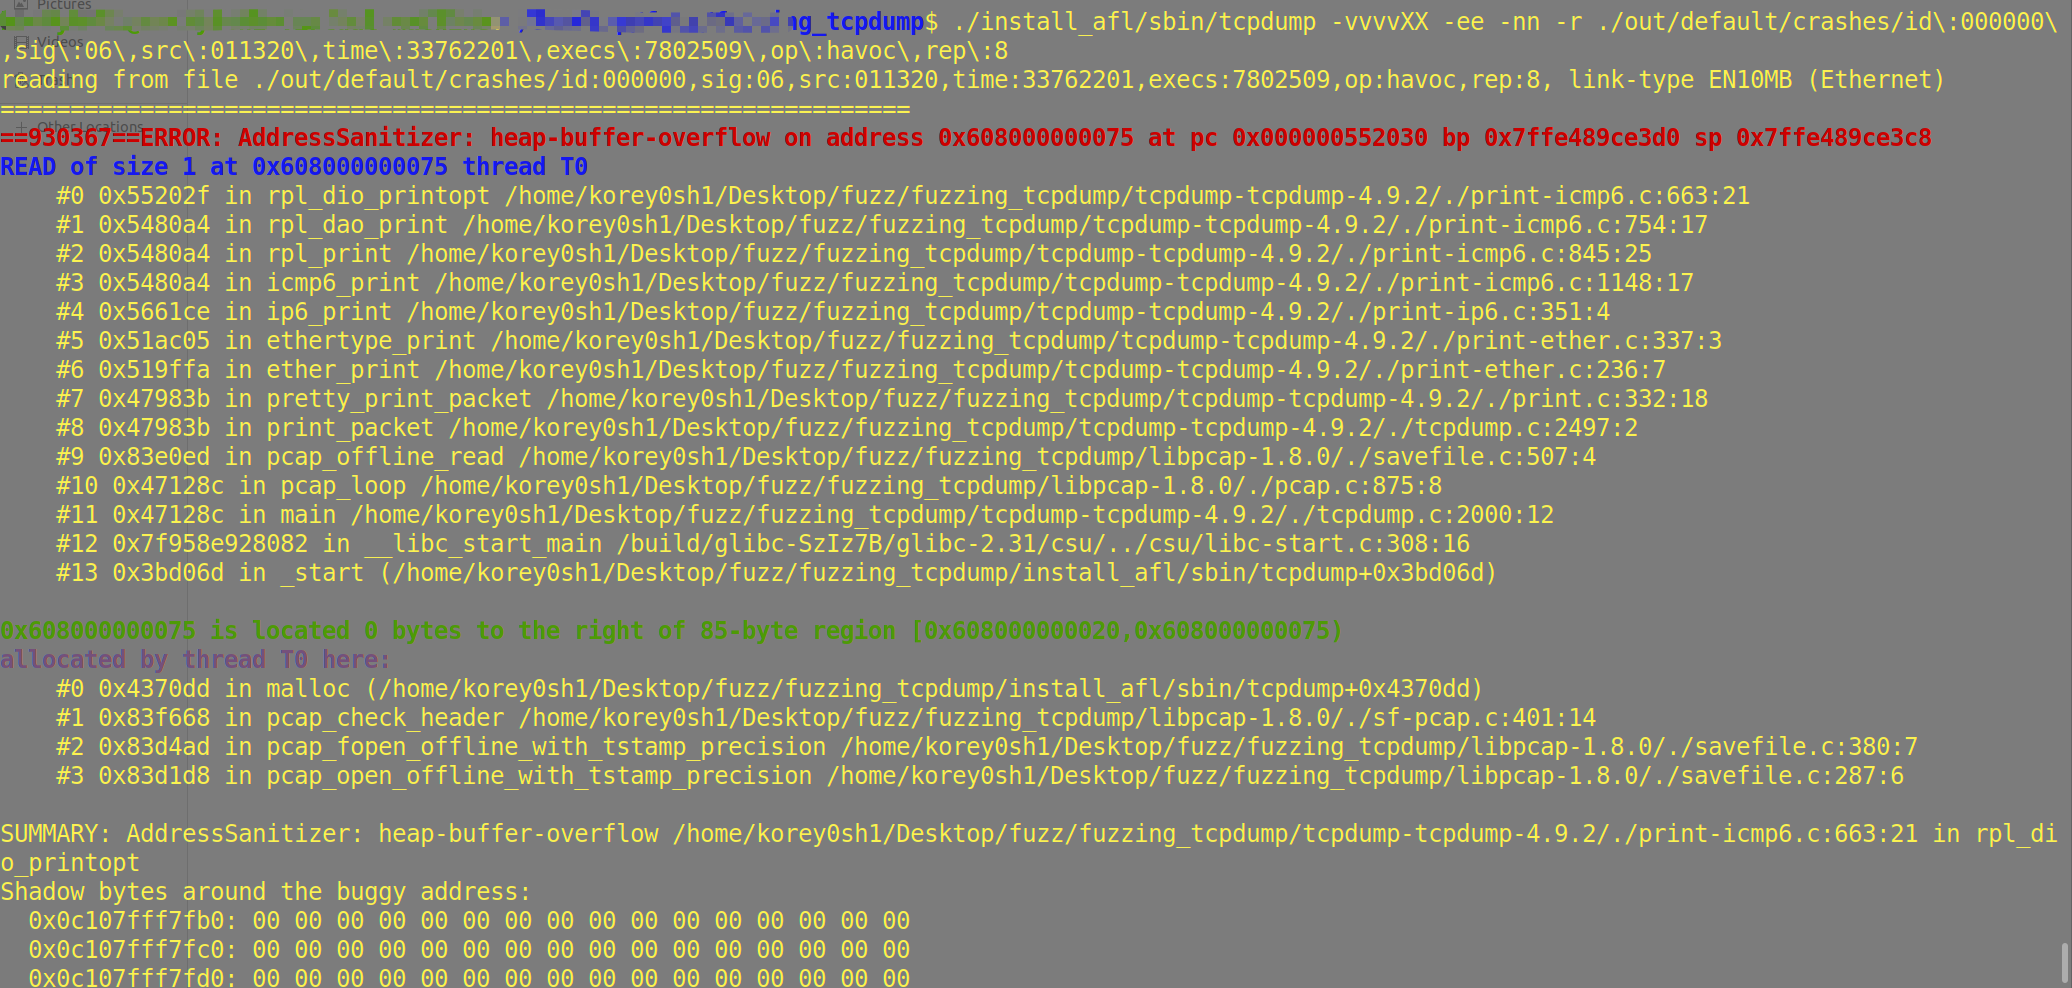 Pictures
ng_tcpdump$ ./install_afl/sbin/tcpdump -vvvvXX -ee -nn -r ./out/default/crashes/id\:000000\
Videos
,sig\:06\,src\:011320\,time\:33762201\,execs\:7802509\,op\:havoc\,rep\:8
reading from file ./out/default/crashes/id:000000,sig:06,src:011320,time:33762201,execs:7802509,op:havoc,rep:8, link-type EN10MB (Ethernet)
=================================================================
+ Other Locations
==930367==ERROR: AddressSanitizer: heap-buffer-overflow on address 0x608000000075 at pc 0x000000552030 bp 0x7ffe489ce3d0 sp 0x7ffe489ce3c8
READ of size 1 at 0x608000000075 thread T0
    #0 0x55202f in rpl_dio_printopt /home/korey0sh1/Desktop/fuzz/fuzzing_tcpdump/tcpdump-tcpdump-4.9.2/./print-icmp6.c:663:21
    #1 0x5480a4 in rpl_dao_print /home/korey0sh1/Desktop/fuzz/fuzzing_tcpdump/tcpdump-tcpdump-4.9.2/./print-icmp6.c:754:17
    #2 0x5480a4 in rpl_print /home/korey0sh1/Desktop/fuzz/fuzzing_tcpdump/tcpdump-tcpdump-4.9.2/./print-icmp6.c:845:25
    #3 0x5480a4 in icmp6_print /home/korey0sh1/Desktop/fuzz/fuzzing_tcpdump/tcpdump-tcpdump-4.9.2/./print-icmp6.c:1148:17
    #4 0x5661ce in ip6_print /home/korey0sh1/Desktop/fuzz/fuzzing_tcpdump/tcpdump-tcpdump-4.9.2/./print-ip6.c:351:4
    #5 0x51ac05 in ethertype_print /home/korey0sh1/Desktop/fuzz/fuzzing_tcpdump/tcpdump-tcpdump-4.9.2/./print-ether.c:337:3
    #6 0x519ffa in ether_print /home/korey0sh1/Desktop/fuzz/fuzzing_tcpdump/tcpdump-tcpdump-4.9.2/./print-ether.c:236:7
    #7 0x47983b in pretty_print_packet /home/korey0sh1/Desktop/fuzz/fuzzing_tcpdump/tcpdump-tcpdump-4.9.2/./print.c:332:18
    #8 0x47983b in print_packet /home/korey0sh1/Desktop/fuzz/fuzzing_tcpdump/tcpdump-tcpdump-4.9.2/./tcpdump.c:2497:2
    #9 0x83e0ed in pcap_offline_read /home/korey0sh1/Desktop/fuzz/fuzzing_tcpdump/libpcap-1.8.0/./savefile.c:507:4
    #10 0x47128c in pcap_loop /home/korey0sh1/Desktop/fuzz/fuzzing_tcpdump/libpcap-1.8.0/./pcap.c:875:8
    #11 0x47128c in main /home/korey0sh1/Desktop/fuzz/fuzzing_tcpdump/tcpdump-tcpdump-4.9.2/./tcpdump.c:2000:12
    #12 0x7f958e928082 in __libc_start_main /build/glibc-SzIz7B/glibc-2.31/csu/../csu/libc-start.c:308:16
    #13 0x3bd06d in _start (/home/korey0sh1/Desktop/fuzz/fuzzing_tcpdump/install_afl/sbin/tcpdump+0x3bd06d)
0x608000000075 is located 0 bytes to the right of 85-byte region [0x608000000020,0x608000000075)
allocated by thread T0 here:
    #0 0x4370dd in malloc (/home/korey0sh1/Desktop/fuzz/fuzzing_tcpdump/install_afl/sbin/tcpdump+0x4370dd)
    #1 0x83f668 in pcap_check_header /home/korey0sh1/Desktop/fuzz/fuzzing_tcpdump/libpcap-1.8.0/./sf-pcap.c:401:14
    #2 0x83d4ad in pcap_fopen_offline_with_tstamp_precision /home/korey0sh1/Desktop/fuzz/fuzzing_tcpdump/libpcap-1.8.0/./savefile.c:380:7
    #3 0x83d1d8 in pcap_open_offline_with_tstamp_precision /home/korey0sh1/Desktop/fuzz/fuzzing_tcpdump/libpcap-1.8.0/./savefile.c:287:6
SUMMARY: AddressSanitizer: heap-buffer-overflow /home/korey0sh1/Desktop/fuzz/fuzzing_tcpdump/tcpdump-tcpdump-4.9.2/./print-icmp6.c:663:21 in rpl_di
o_printopt
Shadow bytes around the buggy address:
  0x0c107fff7fb0: 00 00 00 00 00 00 00 00 00 00 00 00 00 00 00 00
  0x0c107fff7fc0: 00 00 00 00 00 00 00 00 00 00 00 00 00 00 00 00
  0x0c107fff7fd0: 00 00 00 00 00 00 00 00 00 00 00 00 00 00 00 00